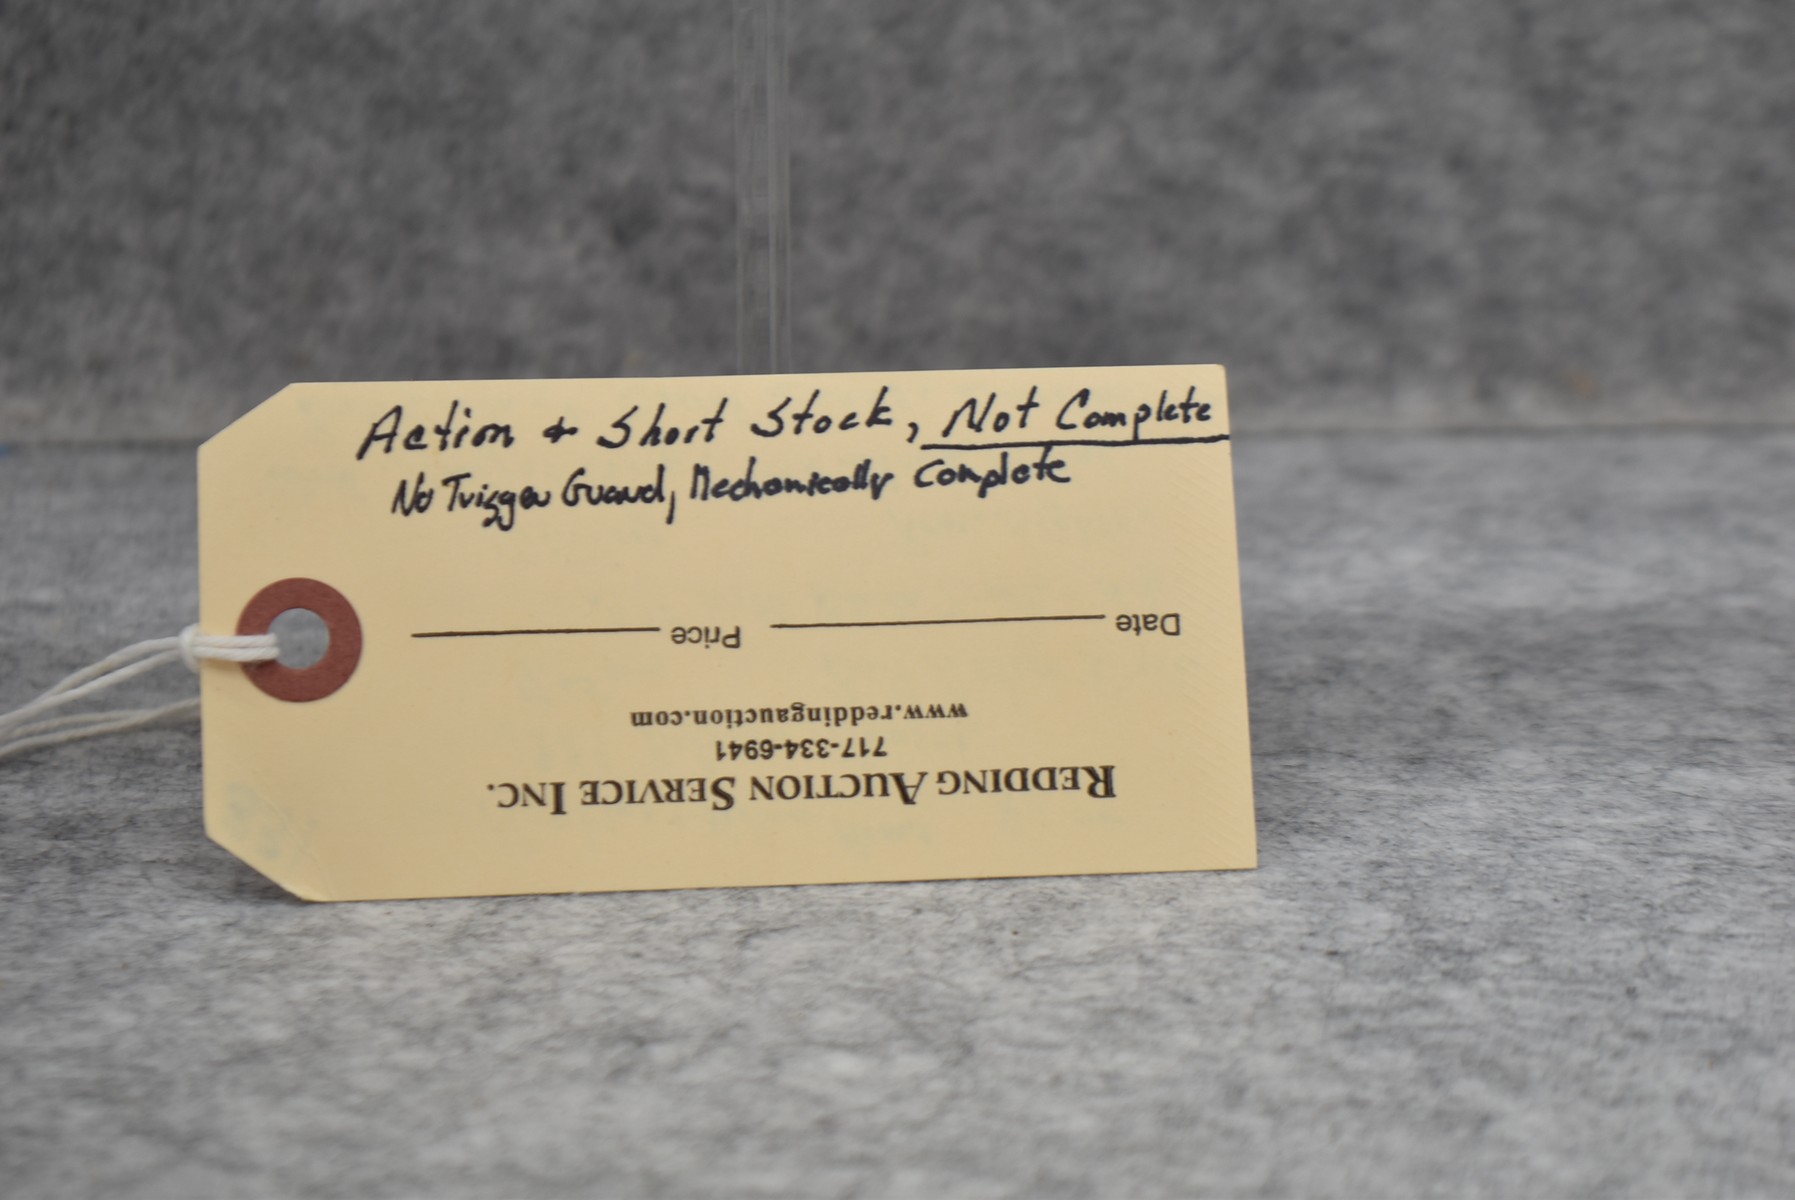 Action & Short Stock, Not Complete
No Trigger Guard, Mechanically Complete
REDDING AUCTION SERVICE INC.
717-334-6941
www.reddingauction.com
Date Price